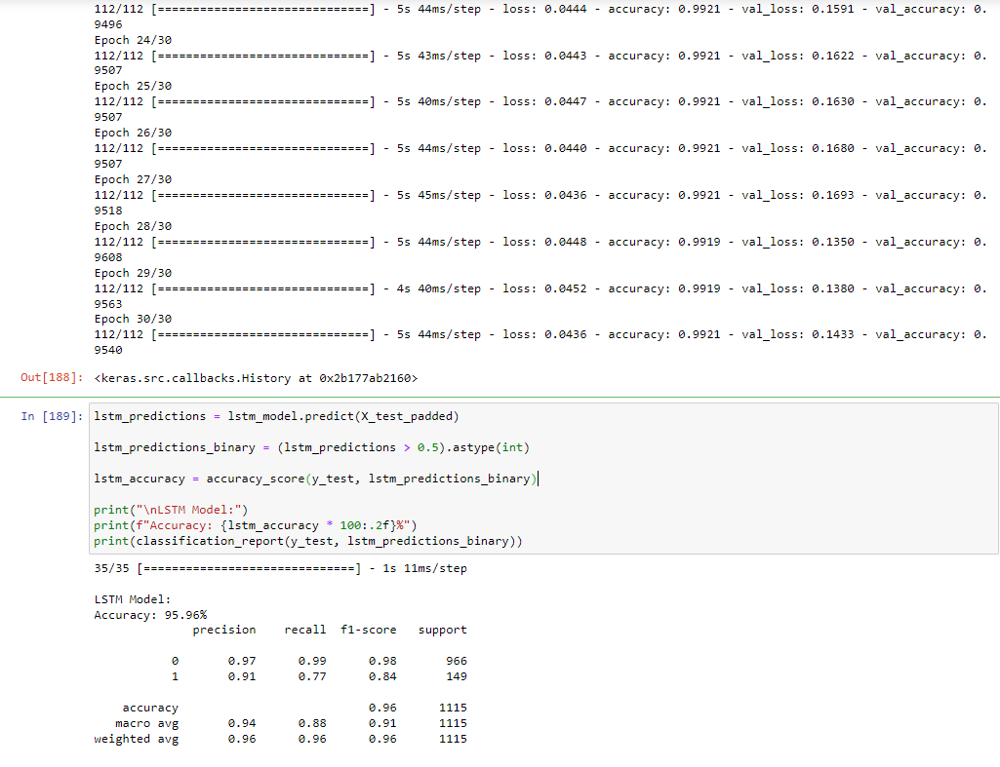 112/112 [==============================] - 5s 44ms/step - loss: 0.0444 - accuracy: 0.9921 - val_loss: 0.1591 - val_accuracy: 0.
9496
Epoch 24/30
112/112 [==============================] - 5s 43ms/step - loss: 0.0443 - accuracy: 0.9921 - val_loss: 0.1622 - val_accuracy: 0.
9507
Epoch 25/30
112/112 [==============================] - 5s 40ms/step - loss: 0.0447 - accuracy: 0.9921 - val_loss: 0.1630 - val_accuracy: 0.
9507
Epoch 26/30
112/112 [==============================] - 5s 44ms/step - loss: 0.0440 - accuracy: 0.9921 - val_loss: 0.1680 - val_accuracy: 0.
9507
Epoch 27/30
112/112 [==============================] - 5s 45ms/step - loss: 0.0436 - accuracy: 0.9921 - val_loss: 0.1693 - val_accuracy: 0.
9518
Epoch 28/30
112/112 [==============================] - 5s 44ms/step - loss: 0.0448 - accuracy: 0.9919 - val_loss: 0.1350 - val_accuracy: 0.
9608
Epoch 29/30
112/112 [==============================] - 4s 40ms/step - loss: 0.0452 - accuracy: 0.9919 - val_loss: 0.1380 - val_accuracy: 0.
9563
Epoch 30/30
112/112 [==============================] - 5s 44ms/step - loss: 0.0436 - accuracy: 0.9921 - val_loss: 0.1433 - val_accuracy: 0.
9540
Out[188]: <keras.src.callbacks.History at 0x2b177ab2160>
In [189]: lstm_predictions = lstm_model.predict(X_test_padded)
lstm_predictions_binary = (lstm_predictions > 0.5).astype(int)
lstm_accuracy = accuracy_score(y_test, lstm_predictions_binary)
print("\nLSTM Model:")
print(f"Accuracy: {lstm_accuracy * 100:.2f}%")
print(classification_report(y_test, lstm_predictions_binary))
35/35 [==============================] - 1s 11ms/step
LSTM Model:
Accuracy: 95.96%
precision recall f1-score support
0 0.97 0.99 0.98 966
1 0.91 0.77 0.84 149
accuracy 0.96 1115
macro avg 0.94 0.88 0.91 1115
weighted avg 0.96 0.96 0.96 1115